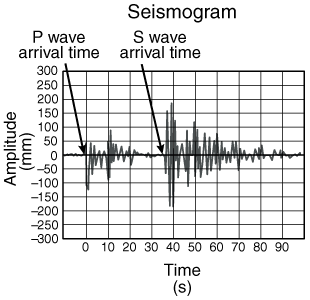 Seismogram
P wave
arrival time
S wave
arrival time
Amplitude
(mm)
300
250
200
150
100
50
0
−50
−100
−150
−200
−250
−300
0 10 20 30 40 50 60 70 80 90
Time
(s)